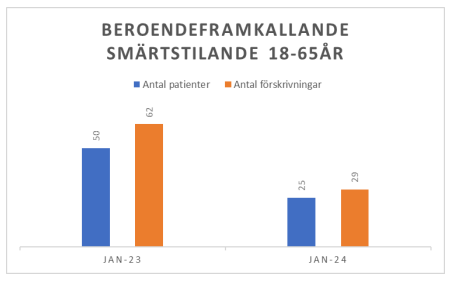 BEROENDEFRAMKALLANDE
SMÄRTSTILANDE 18-65ÅR
Antal patienter Antal förskrivningar
50
62
25
29
JAN-23 JAN-24